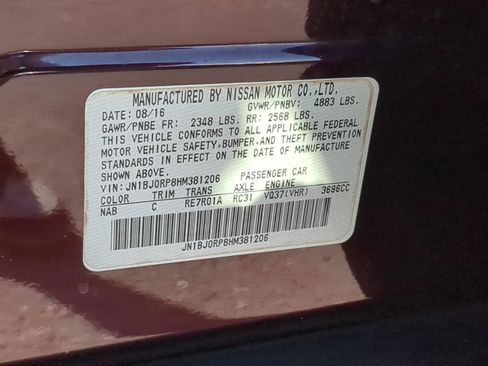 MANUFACTURED BY NISSAN MOTOR CO.,LTD.
DATE: 08/16 GVWR/PNBV: 4883 LBS.
GAWR/PNBE FR: 2348 LBS. RR: 2568 LBS.
THIS VEHICLE CONFORMS TO ALL APPLICABLE FEDERAL
MOTOR VEHICLE SAFETY,BUMPER,AND THEFT PREVENTION
STANDARDS IN EFFECT ON THE DATE OF MANUFACTURE
SHOWN ABOVE.
VIN: JN1BJ0RP8HM381206 PASSENGER CAR
COLOR TRIM TRANS AXLE ENGINE
NAB C RE7R01A RC31 VQ37(VHR) 3696CC
JN1BJ0RP8HM381206